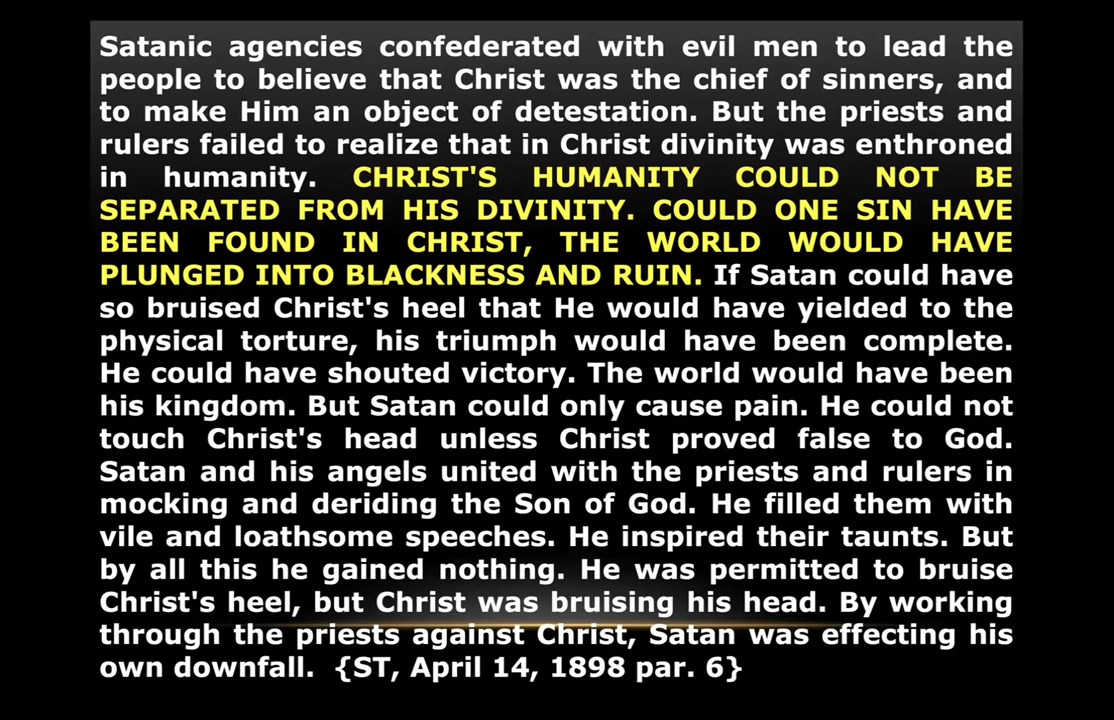 Satanic agencies confederated with evil men to lead the
people to believe that Christ was the chief of sinners, and
to make Him an object of detestation. But the priests and
rulers failed to realize that in Christ divinity was enthroned
in humanity. CHRIST'S HUMANITY COULD NOT BE
SEPARATED FROM HIS DIVINITY. COULD ONE SIN HAVE
BEEN FOUND IN CHRIST, THE WORLD WOULD HAVE
PLUNGED INTO BLACKNESS AND RUIN. If Satan could have
so bruised Christ's heel that He would have yielded to the
physical torture, his triumph would have been complete.
He could have shouted victory. The world would have been
his kingdom. But Satan could only cause pain. He could not
touch Christ's head unless Christ proved false to God.
Satan and his angels united with the priests and rulers in
mocking and deriding the Son of God. He filled them with
vile and loathsome speeches. He inspired their taunts. But
by all this he gained nothing. He was permitted to bruise
Christ's heel, but Christ was bruising his head. By working
through the priests against Christ, Satan was effecting his
own downfall. {ST, April 14, 1898 par. 6}